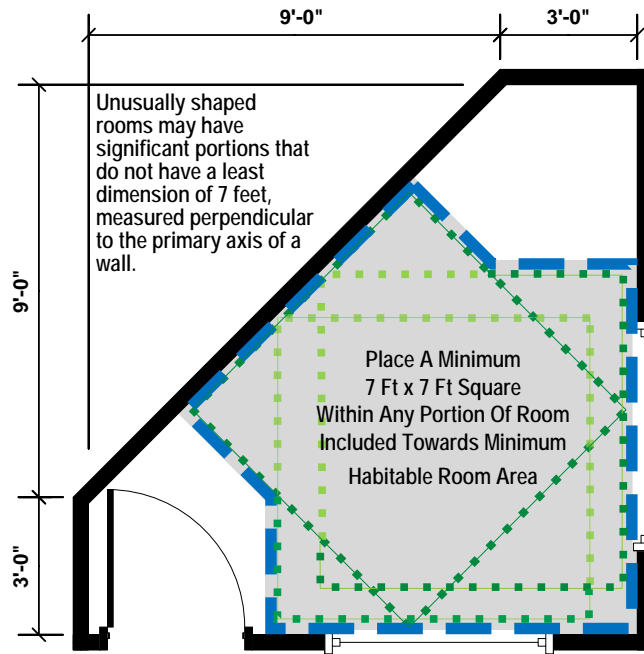 9'-0"
3'-0"
Unusually shaped
rooms may have
significant portions that
do not have a least
dimension of 7 feet,
measured perpendicular
to the primary axis of a
wall.
9'-0"
Place A Minimum
7 Ft x 7 Ft Square
Within Any Portion Of Room
Included Towards Minimum
Habitable Room Area
3'-0"